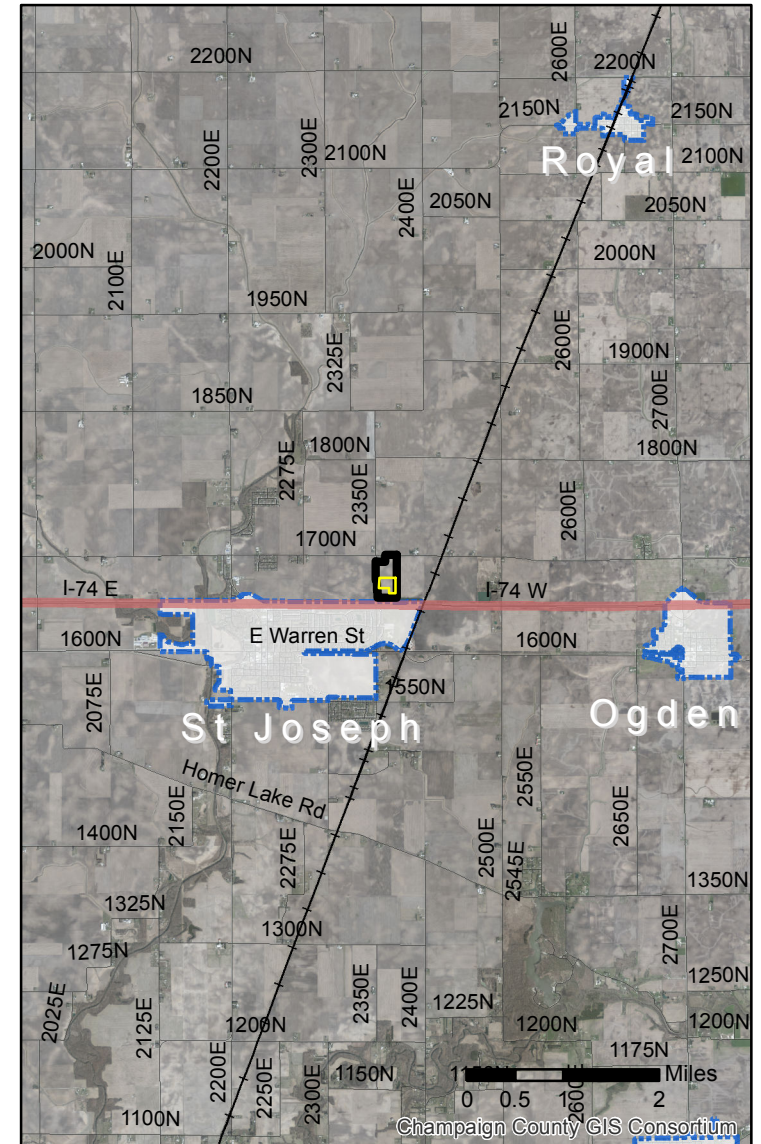 2200N
2600E
2200N
2150N
2150N
2200E
2300E
2100N
Royal
2100N
2400E
2050N
2050N
2000N
2100E
2000N
1950N
2325E
2600E
1900N
1850N
2700E
2275E
1800N
1800N
2350E
2600E
1700N
I-74 E
I-74 W
1600N
E Warren St
1600N
2075E
1550N
St Joseph
Ogden
Homer Lake Rd
2150E
2550E
2650E
1400N
2275E
2500E
2545E
1350N
1325N
1300N
2700E
1275N
1250N
2025E
2125E
2350E
2400E
1225N
1200N
1200N
1200N
2200E
2250E
2300E
1150N
1175N
Miles
0 0.5 1 2
1100N
Champaign County GIS Consortium